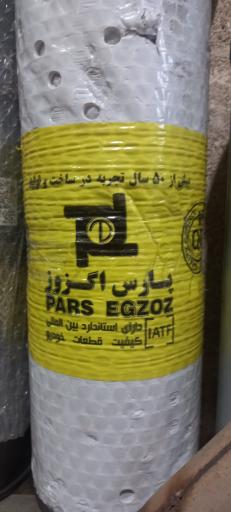 بیش از ۵۰ سال تجربه در ساخت و تولید
پارس اگزوز
PARS EGZOZ
دارای استاندارد بین المللی
کیفیت قطعات خودرو
IATF